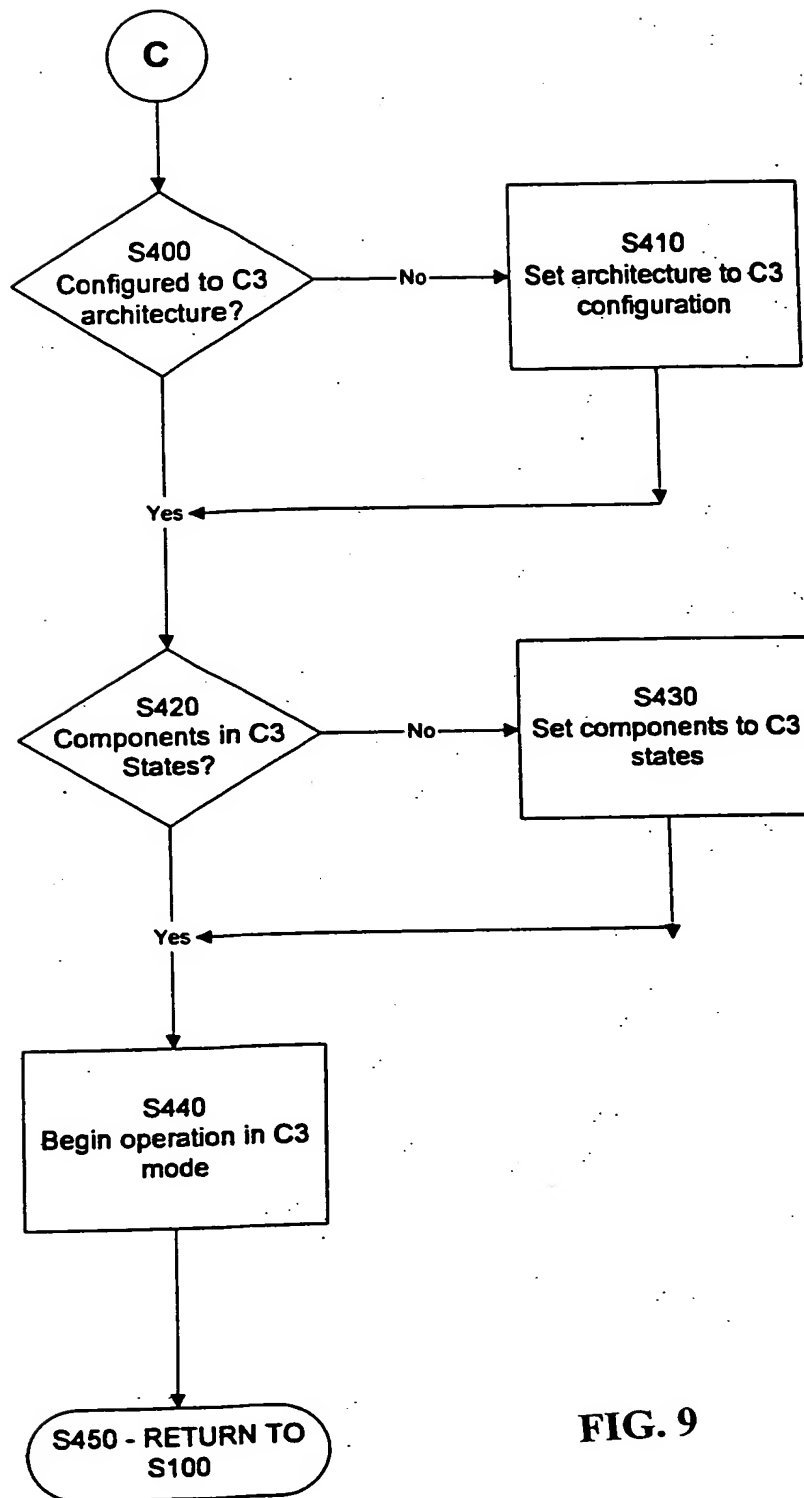 C
S400
Configured to C3
architecture?
No
S410
Set architecture to C3
configuration
Yes
S420
Components in C3
States?
No
S430
Set components to C3
states
Yes
S440
Begin operation in C3
mode
S450 - RETURN TO
S100
FIG. 9